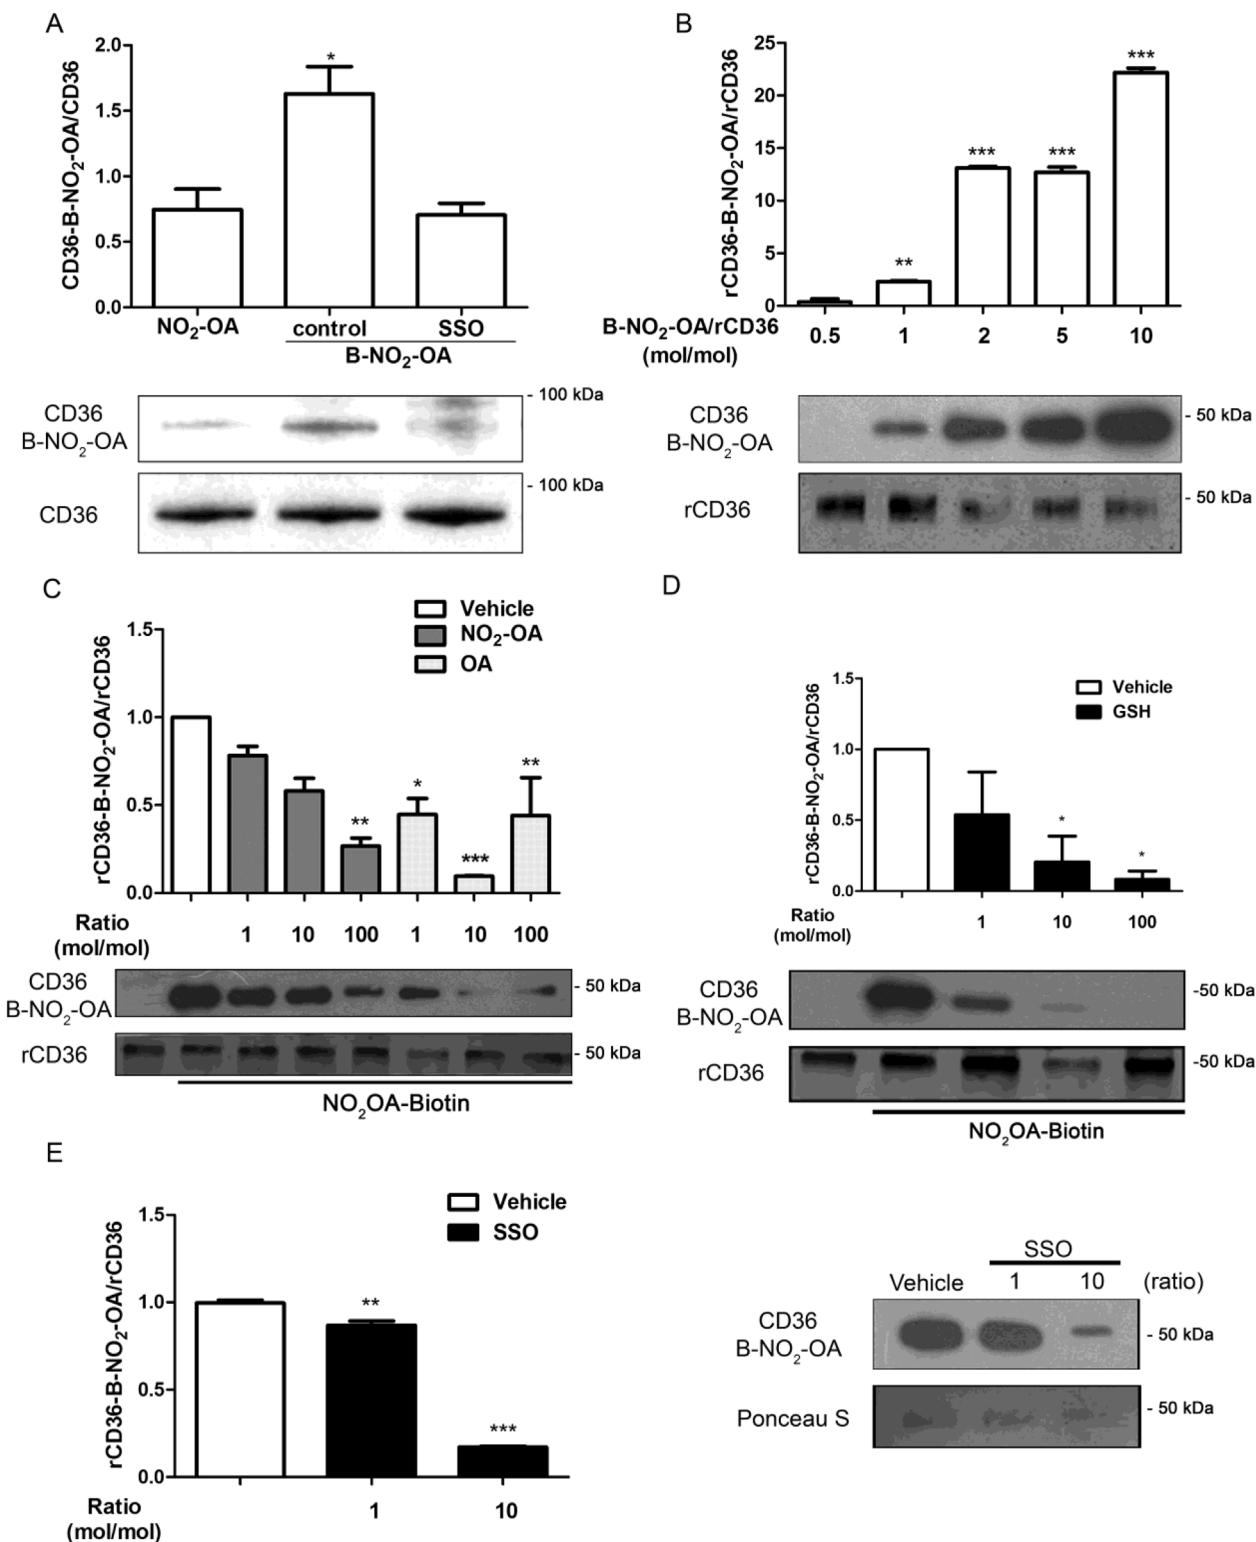 A
CD36-B-NO₂-OA/CD36
2.0
1.5
1.0
0.5
0.0
*
NO₂-OA control SSO
B-NO₂-OA
CD36
B-NO₂-OA
- 100 kDa
CD36
- 100 kDa
B
rCD36-B-NO₂-OA/rCD36
25
20
15
10
5
0
** *** *** ***
B-NO₂-OA/rCD36
(mol/mol)
0.5 1 2 5 10
CD36
B-NO₂-OA
- 50 kDa
rCD36
- 50 kDa
C
Vehicle
NO₂-OA
OA
rCD36-B-NO₂-OA/rCD36
1.5
1.0
0.5
0.0
** * *** **
Ratio
(mol/mol)
1 10 100 1 10 100
CD36
B-NO₂-OA
- 50 kDa
rCD36
- 50 kDa
NO₂OA-Biotin
D
Vehicle
GSH
rCD36-B-NO₂-OA/rCD36
1.5
1.0
0.5
0.0
* *
Ratio
(mol/mol)
1 10 100
CD36
B-NO₂-OA
-50 kDa
rCD36
-50 kDa
NO₂OA-Biotin
E
Vehicle
SSO
rCD36-B-NO₂-OA/rCD36
1.5
1.0
0.5
0.0
** ***
Ratio
(mol/mol)
1 10
SSO
Vehicle 1 10 (ratio)
CD36
B-NO₂-OA
- 50 kDa
Ponceau S
- 50 kDa